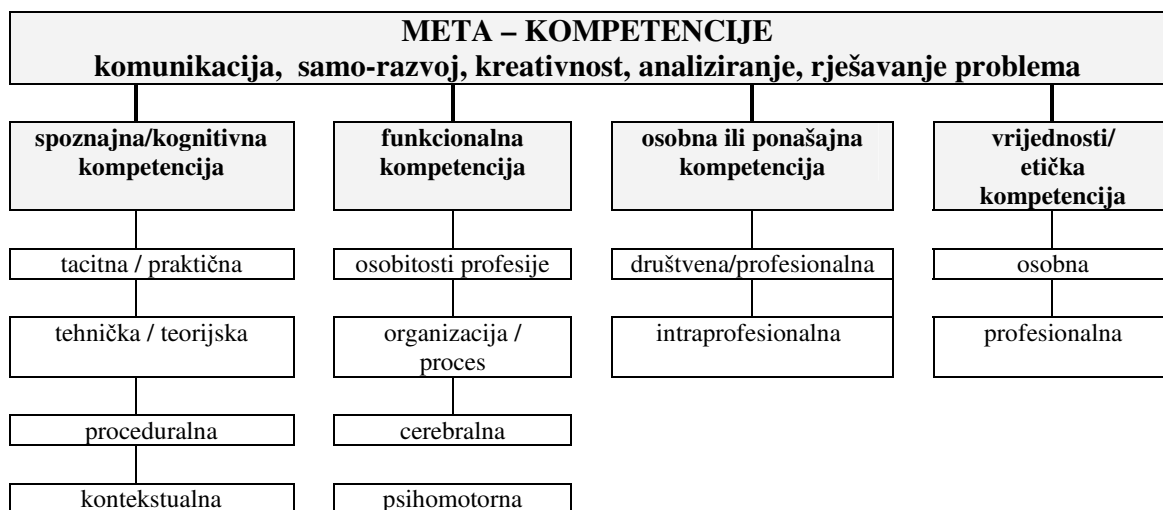 META – KOMPETENCIJE
komunikacija, samo-razvoj, kreativnost, analiziranje, rješavanje problema
spoznajna/kognitivna
kompetencija
funkcionalna
kompetencija
osobna ili ponašajna
kompetencija
vrijednosti/
etička
kompetencija
tacitna / praktična
osobitosti profesije
društvena/profesionalna
osobna
tehnička / teorijska
organizacija /
proces
intraprofesionalna
profesionalna
proceduralna
cerebralna
kontekstualna
psihomotorna